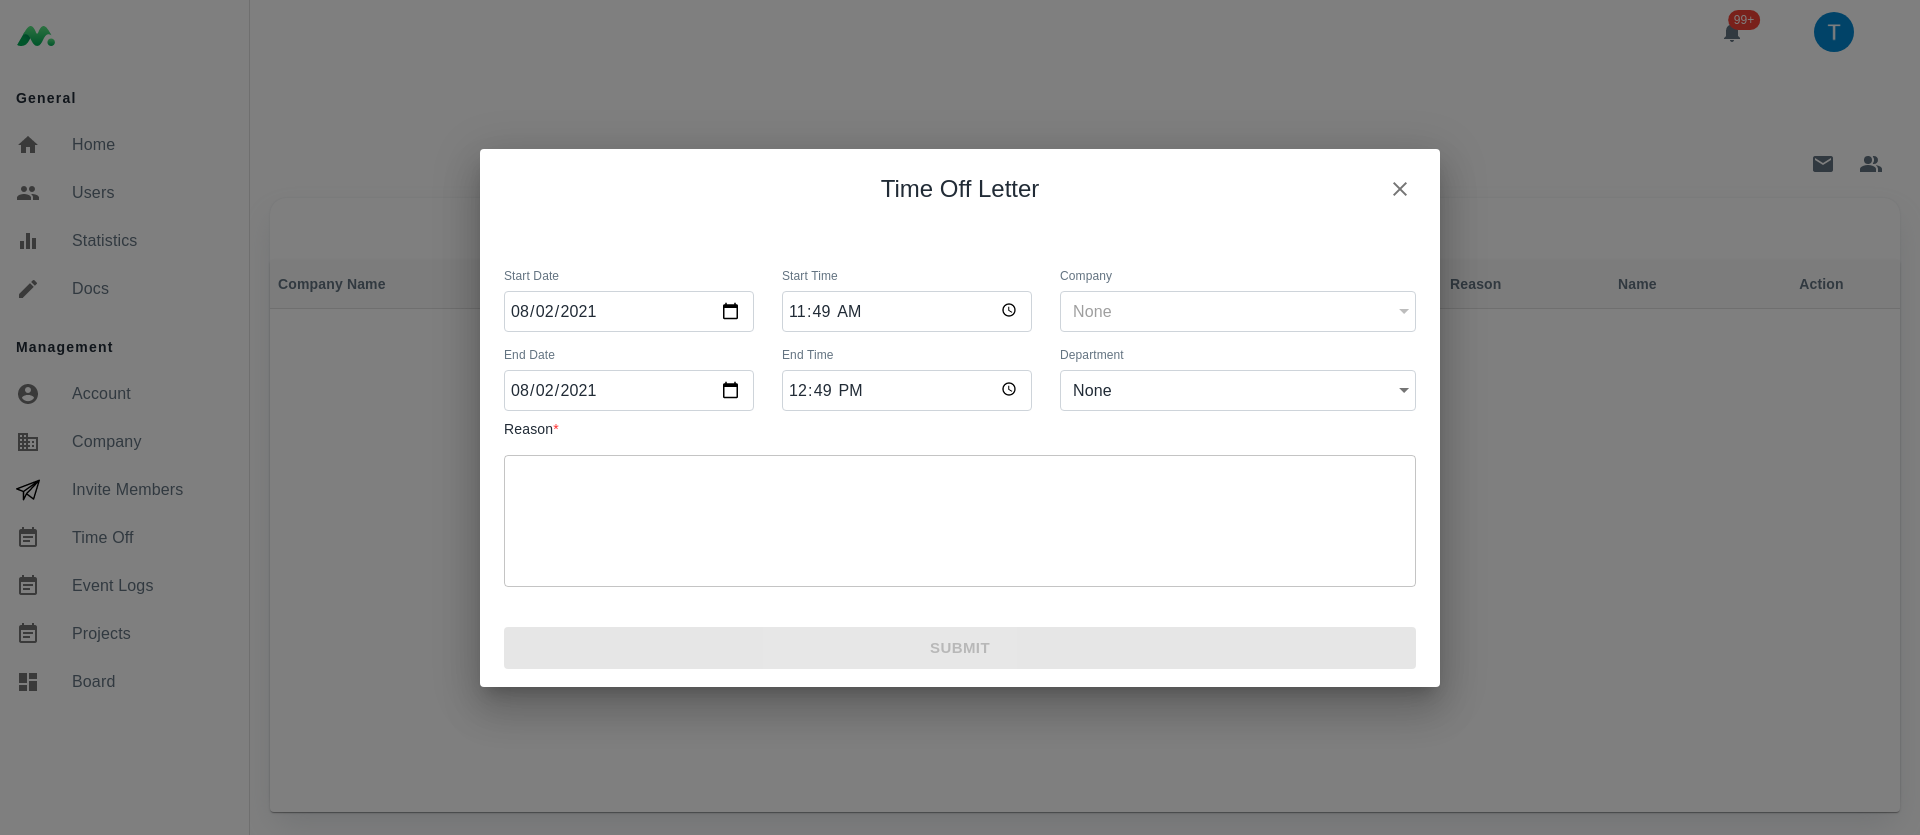 99+
T
General
Home
Users
Statistics
Docs
Management
Account
Company
Invite Members
Time Off
Event Logs
Projects
Board
Company Name
Reason
Name
Action
Time Off Letter
Start Date
Start Time
Company
08/02/2021
11:49 AM
None
End Date
End Time
Department
08/02/2021
12:49 PM
None
Reason*
SUBMIT